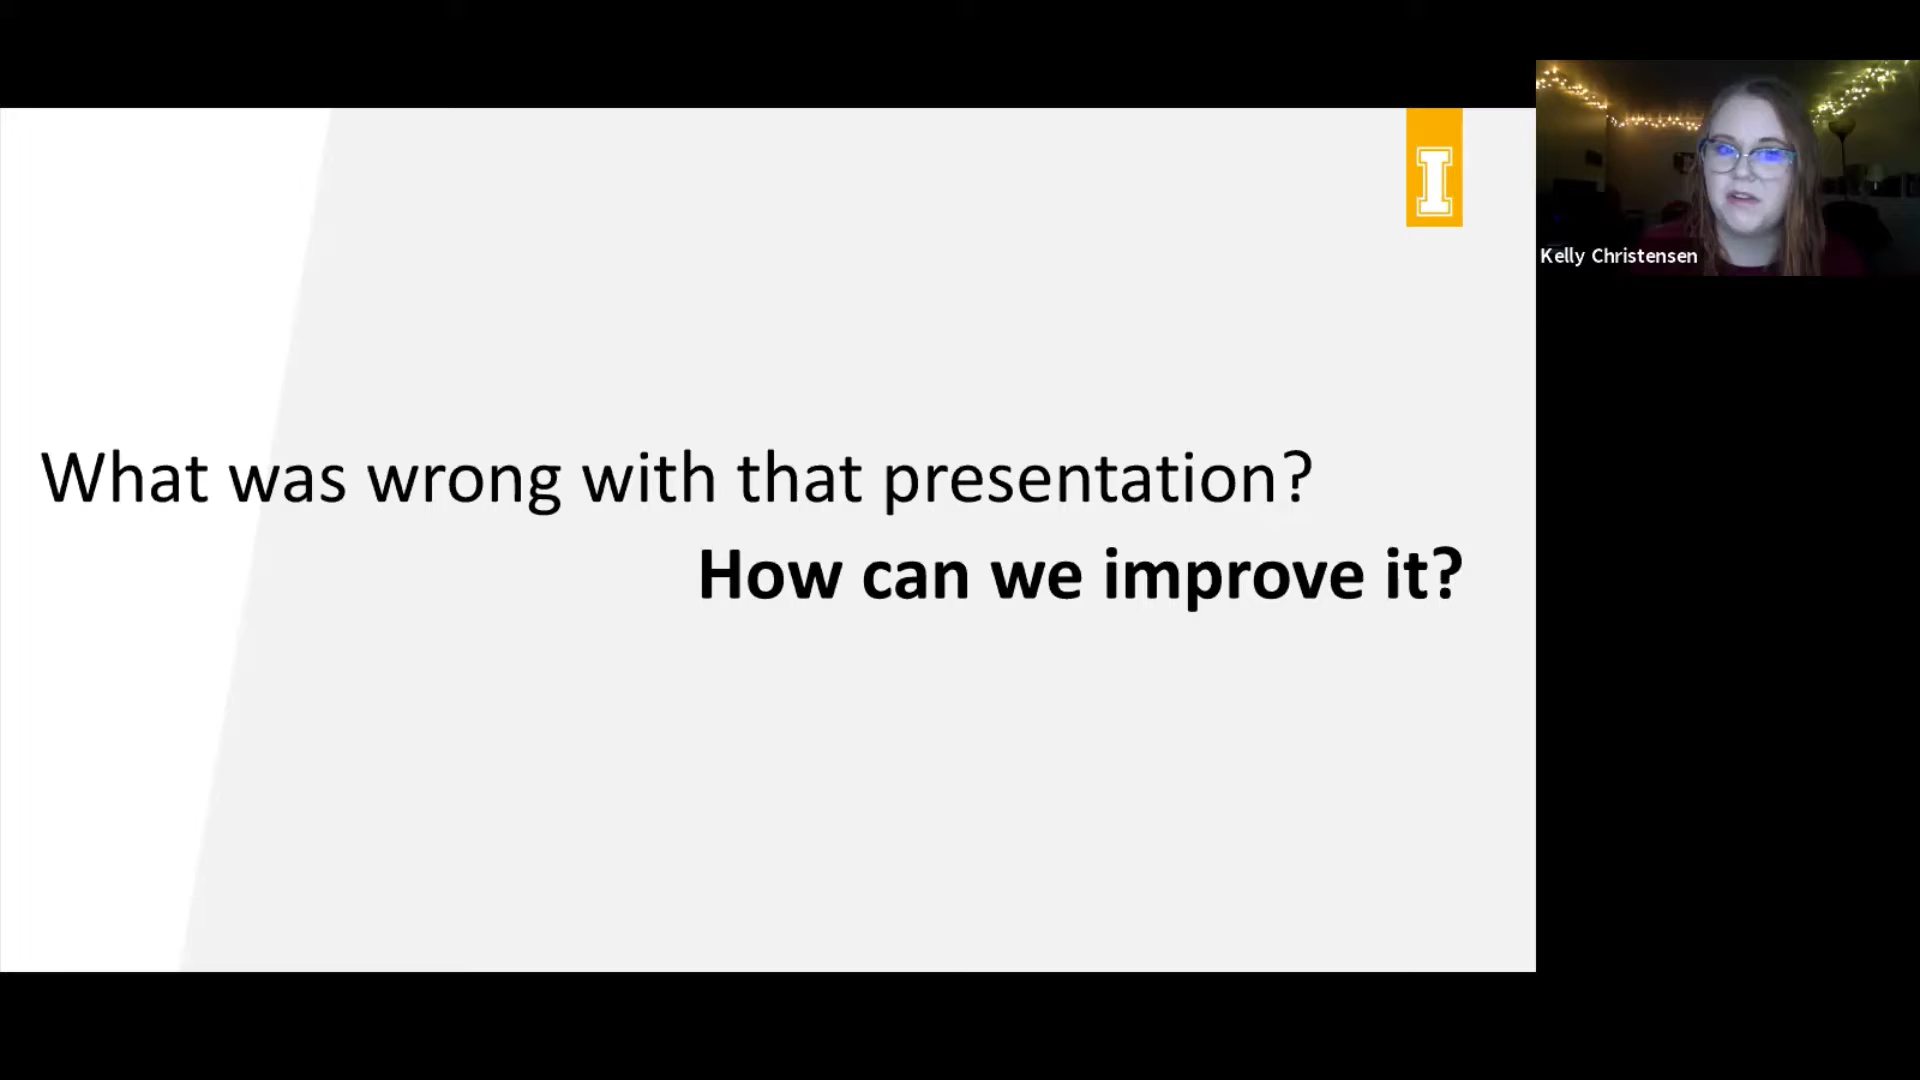 What was wrong with that presentation?
How can we improve it?
I
Kelly Christensen